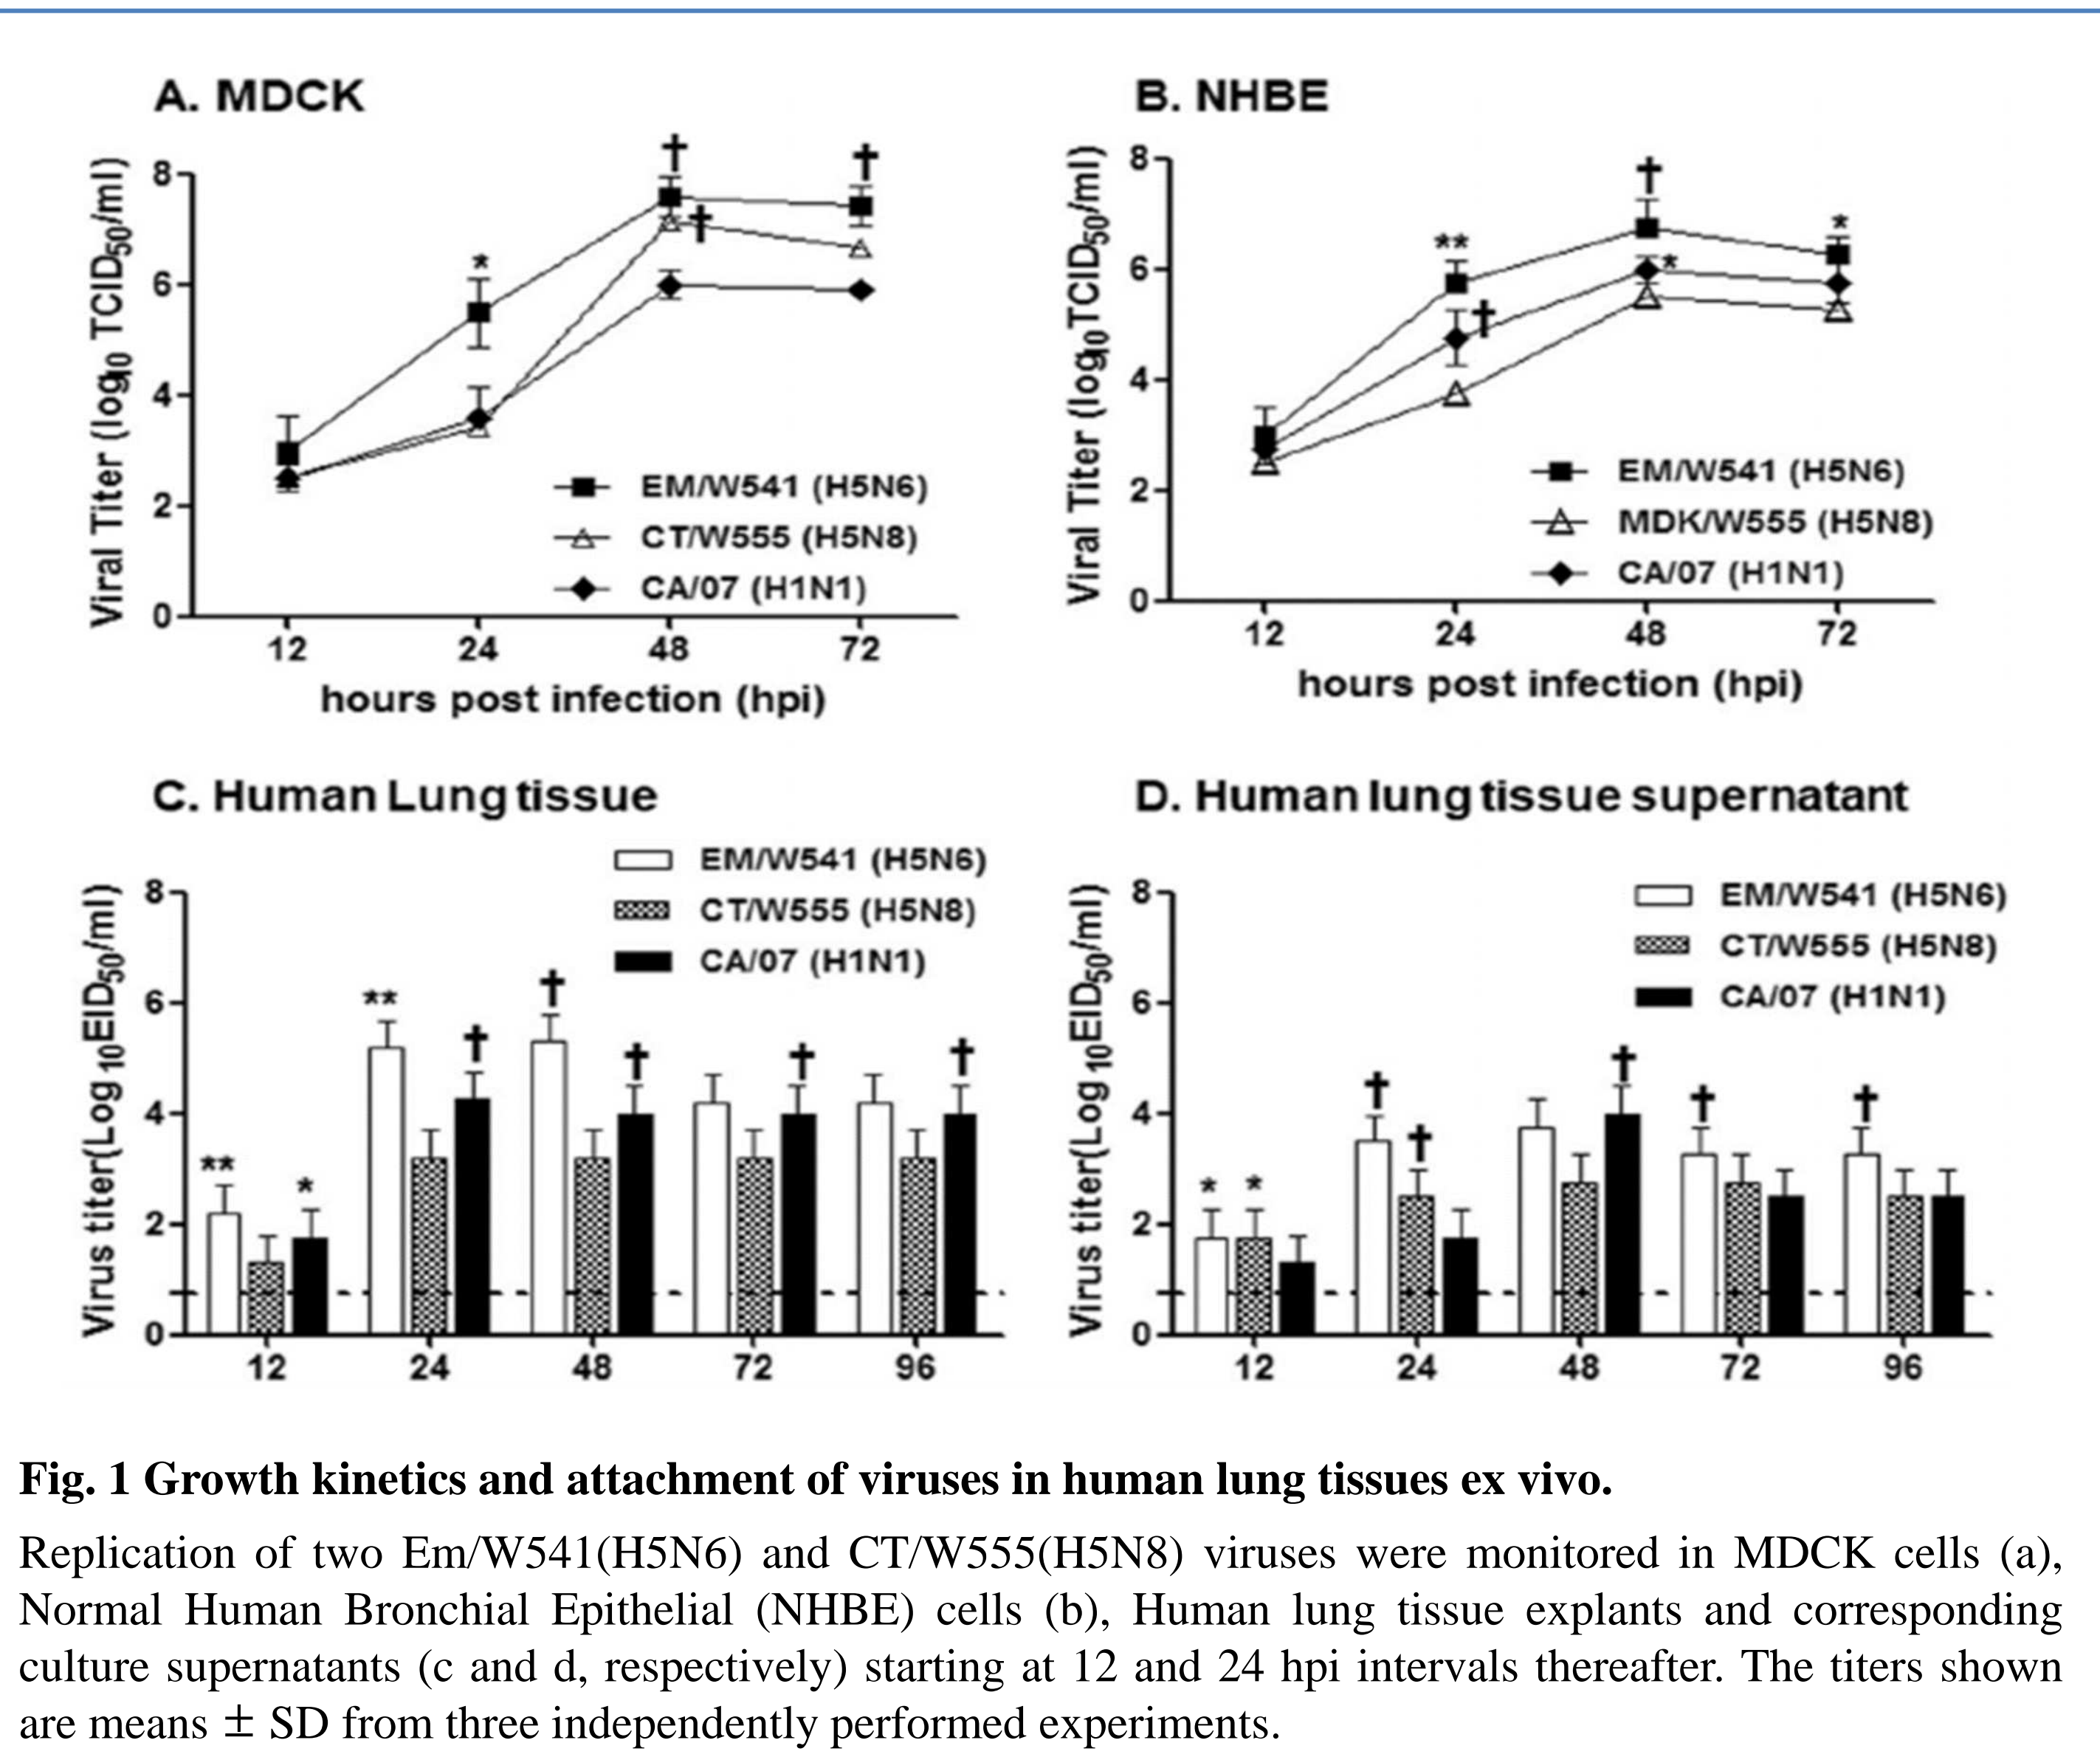 A. MDCK
Viral Titer (log10 TCID50/ml)
8
6
4
2
0
†
†
*
†
EM/W541 (H5N6)
CT/W555 (H5N8)
CA/07 (H1N1)
12 24 48 72
hours post infection (hpi)
B. NHBE
Viral Titer (log10TCID50/ml)
8
6
4
2
0
†
**
*
*
†
EM/W541 (H5N6)
MDK/W555 (H5N8)
CA/07 (H1N1)
12 24 48 72
hours post infection (hpi)
C. Human Lung tissue
EM/W541 (H5N6)
CT/W555 (H5N8)
CA/07 (H1N1)
Virus titer(Log 10EID50/ml)
8
6
4
2
0
** * ** † † † † †
12 24 48 72 96
D. Human lung tissue supernatant
EM/W541 (H5N6)
CT/W555 (H5N8)
CA/07 (H1N1)
Virus titer(Log 10EID50/ml)
8
6
4
2
0
* * † † † † †
12 24 48 72 96
Fig. 1 Growth kinetics and attachment of viruses in human lung tissues ex vivo.
Replication of two Em/W541(H5N6) and CT/W555(H5N8) viruses were monitored in MDCK cells (a),
Normal Human Bronchial Epithelial (NHBE) cells (b), Human lung tissue explants and corresponding
culture supernatants (c and d, respectively) starting at 12 and 24 hpi intervals thereafter. The titers shown
are means ± SD from three independently performed experiments.